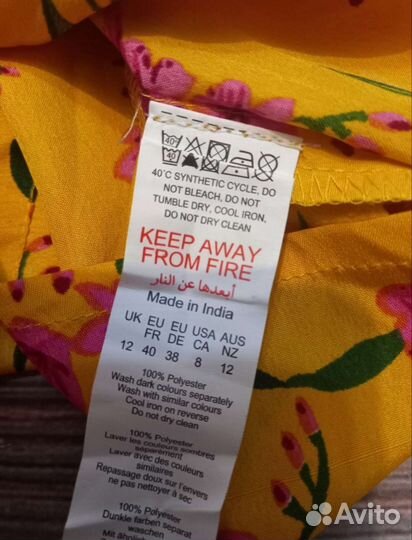 40
40
40°C SYNTHETIC CYCLE, DO
NOT BLEACH, DO NOT
TUMBLE DRY, COOL IRON,
DO NOT DRY CLEAN
KEEP AWAY
FROM FIRE
أبعدها عن النار
Made in India
UK EU EU USA AUS
FR DE CA NZ
12 40 38 8 12
100% Polyester
Wash dark colours separately
Wash with similar colours
Cool iron on reverse
Do not dry clean
100% Polyester
Laver les couleurs sombres
séparément
Laver avec des couleurs
similaires
Repassage doux sur l'envers
ne pas nettoyer à sec
100% Polyester
Dunkle farben separat
waschen
Mit
Avito